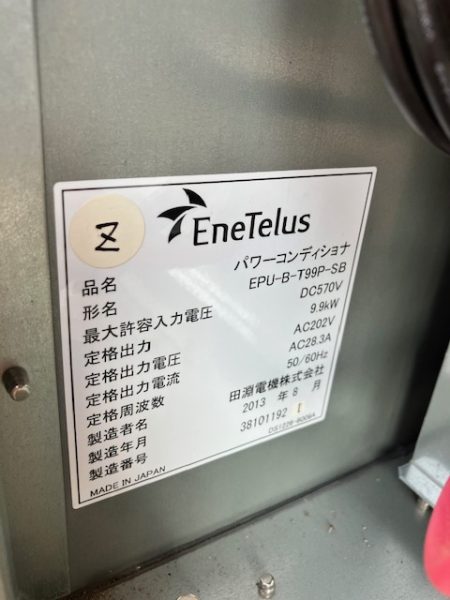 Z
EneTelus
品名 パワーコンディショナ
形名 EPU-B-T99P-SB
最大許容入力電圧 DC570V
定格出力 9.9kW
定格出力電圧 AC202V
定格出力電流 AC28.3A
定格周波数 50/60Hz
製造者名 田淵電機株式会社
製造年月 2013 年 8 月
製造番号 38101192
MADE IN JAPAN